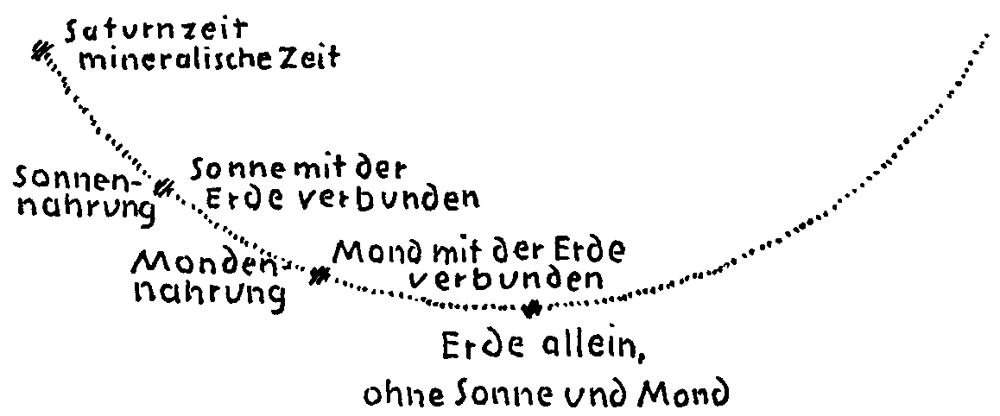 Saturnzeit
mineralische Zeit
Sonnen-
nahrung
Sonne mit der
Erde verbunden
Monden-
nahrung
Mond mit der Erde
verbunden
Erde allein,
ohne Sonne und Mond